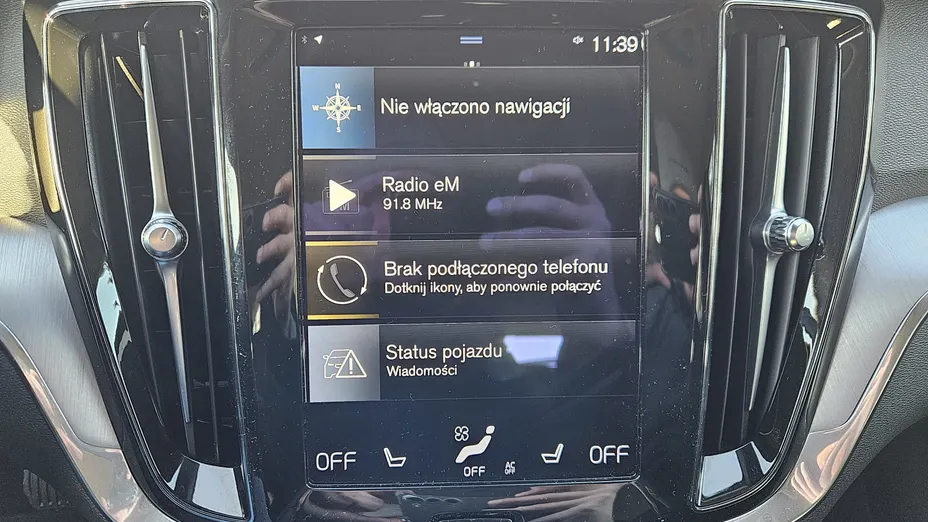 11:39
N
W E
S
Nie włączono nawigacji
Radio eM
91.8 MHz
Brak podłączonego telefonu
Dotknij ikony, aby ponownie połączyć
Status pojazdu
Wiadomości
OFF
OFF
AC
OFF
OFF